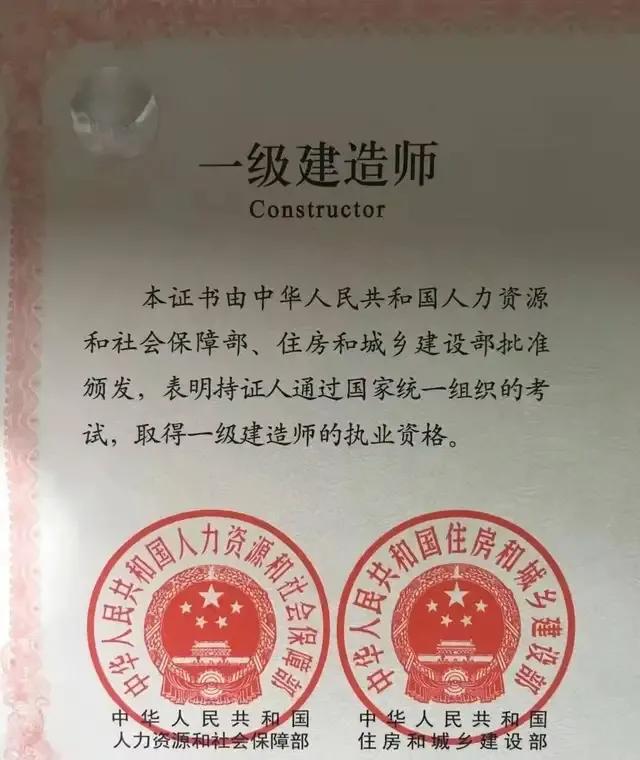 一级建造师
Constructor
本证书由中华人民共和国人力资源
和社会保障部、住房和城乡建设部批准
颁发，表明持证人通过国家统一组织的考
试，取得一级建造师的执业资格。
中华人民共和国人力资源和社会保障部
中华人民共和国住房和城乡建设部
中华人民共和国
人力资源和社会保障部
中华人民共和国
住房和城乡建设部